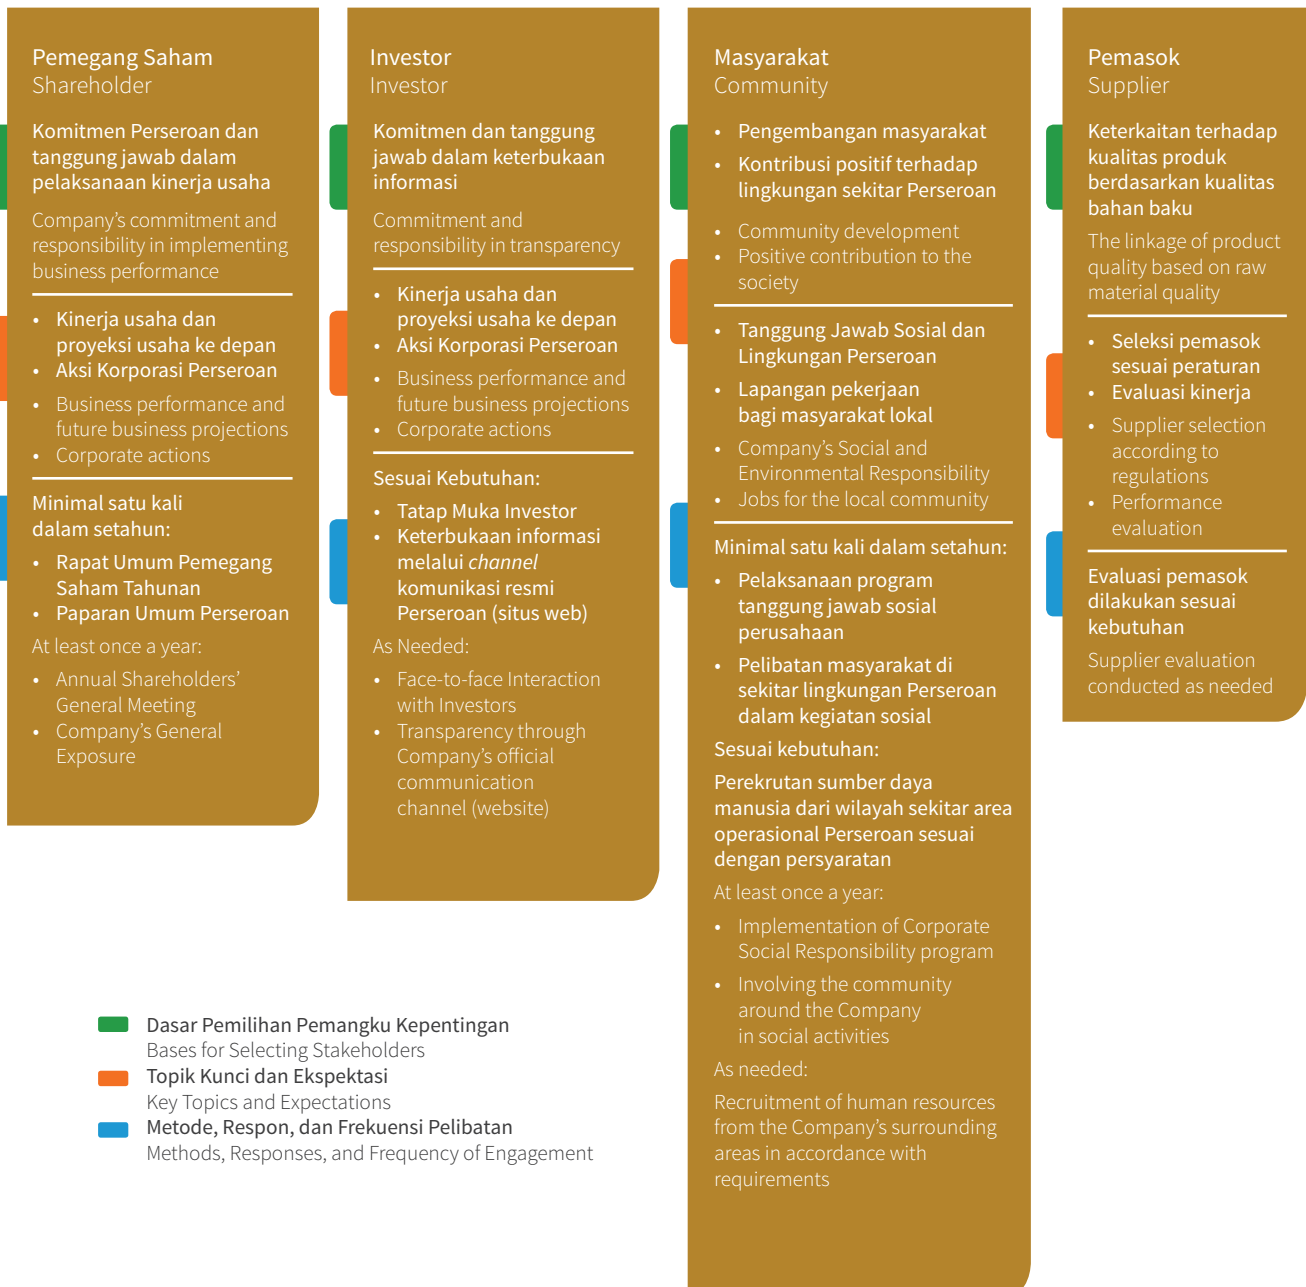 Pemegang Saham
Shareholder
Komitmen Perseroan dan
tanggung jawab dalam
pelaksanaan kinerja usaha
Company's commitment and
responsibility in implementing
business performance
• Kinerja usaha dan
proyeksi usaha ke depan
• Aksi Korporasi Perseroan
• Business performance and
future business projections
• Corporate actions
Minimal satu kali
dalam setahun:
• Rapat Umum Pemegang
Saham Tahunan
• Paparan Umum Perseroan
At least once a year:
• Annual Shareholders'
General Meeting
• Company's General
Exposure
Investor
Investor
Komitmen dan tanggung
jawab dalam keterbukaan
informasi
Commitment and
responsibility in transparency
• Kinerja usaha dan
proyeksi usaha ke depan
• Aksi Korporasi Perseroan
• Business performance and
future business projections
• Corporate actions
Sesuai Kebutuhan:
• Tatap Muka Investor
• Keterbukaan informasi
melalui channel
komunikasi resmi
Perseroan (situs web)
As Needed:
• Face-to-face Interaction
with Investors
• Transparency through
Company's official
communication
channel (website)
Masyarakat
Community
• Pengembangan masyarakat
• Kontribusi positif terhadap
lingkungan sekitar Perseroan
• Community development
• Positive contribution to the
society
• Tanggung Jawab Sosial dan
Lingkungan Perseroan
• Lapangan pekerjaan
bagi masyarakat lokal
• Company's Social and
Environmental Responsibility
• Jobs for the local community
Minimal satu kali dalam setahun:
• Pelaksanaan program
tanggung jawab sosial
perusahaan
• Pelibatan masyarakat di
sekitar lingkungan Perseroan
dalam kegiatan sosial
Sesuai kebutuhan:
Perekrutan sumber daya
manusia dari wilayah sekitar area
operasional Perseroan sesuai
dengan persyaratan
At least once a year:
• Implementation of Corporate
Social Responsibility program
• Involving the community
around the Company
in social activities
As needed:
Recruitment of human resources
from the Company's surrounding
areas in accordance with
requirements
Pemasok
Supplier
Keterkaitan terhadap
kualitas produk
berdasarkan kualitas
bahan baku
The linkage of product
quality based on raw
material quality
• Seleksi pemasok
sesuai peraturan
• Evaluasi kinerja
• Supplier selection
according to
regulations
• Performance
evaluation
Evaluasi pemasok
dilakukan sesuai
kebutuhan
Supplier evaluation
conducted as needed
Dasar Pemilihan Pemangku Kepentingan
Bases for Selecting Stakeholders
Topik Kunci dan Ekspektasi
Key Topics and Expectations
Metode, Respon, dan Frekuensi Pelibatan
Methods, Responses, and Frequency of Engagement